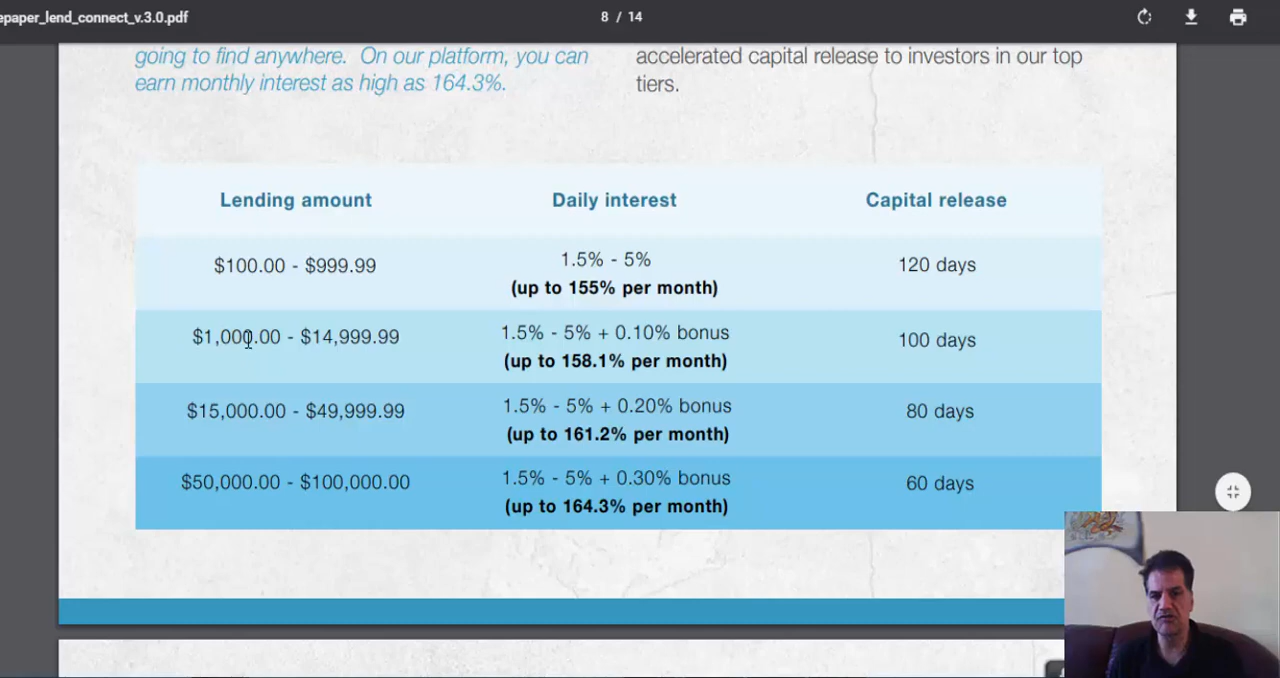 epaper_lend_connect_v.3.0.pdf
8 / 14
going to find anywhere. On our platform, you can
earn monthly interest as high as 164.3%.
accelerated capital release to investors in our top
tiers.
Lending amount Daily interest Capital release
$100.00 - $999.99 1.5% - 5% 120 days
(up to 155% per month)
$1,000.00 - $14,999.99 1.5% - 5% + 0.10% bonus 100 days
(up to 158.1% per month)
$15,000.00 - $49,999.99 1.5% - 5% + 0.20% bonus 80 days
(up to 161.2% per month)
$50,000.00 - $100,000.00 1.5% - 5% + 0.30% bonus 60 days
(up to 164.3% per month)